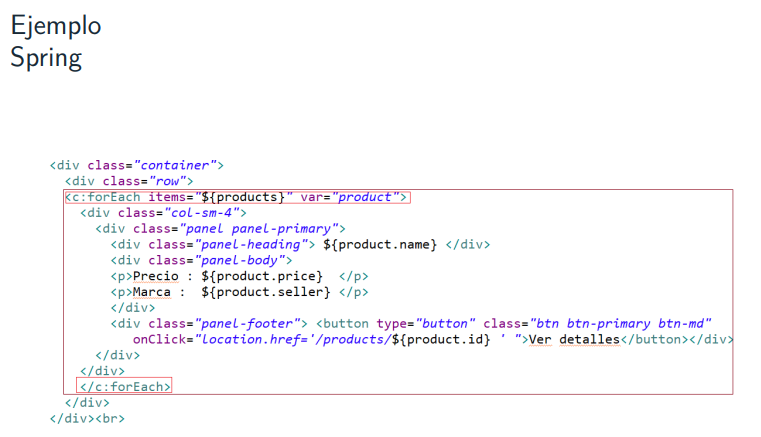 Ejemplo
Spring
<div class="container">
<div class="row">
<c:forEach items="${products}" var="product">
<div class="col-sm-4">
<div class="panel panel-primary">
<div class="panel-heading"> ${product.name} </div>
<div class="panel-body">
<p>Precio : ${product.price}  </p>
<p>Marca :  ${product.seller} </p>
</div>
<div class="panel-footer"> <button type="button" class="btn btn-primary btn-md"
onClick="location.href='/products/${product.id} ' ">Ver detalles</button></div>
</div>
</div>
</c:forEach>
</div>
</div><br>